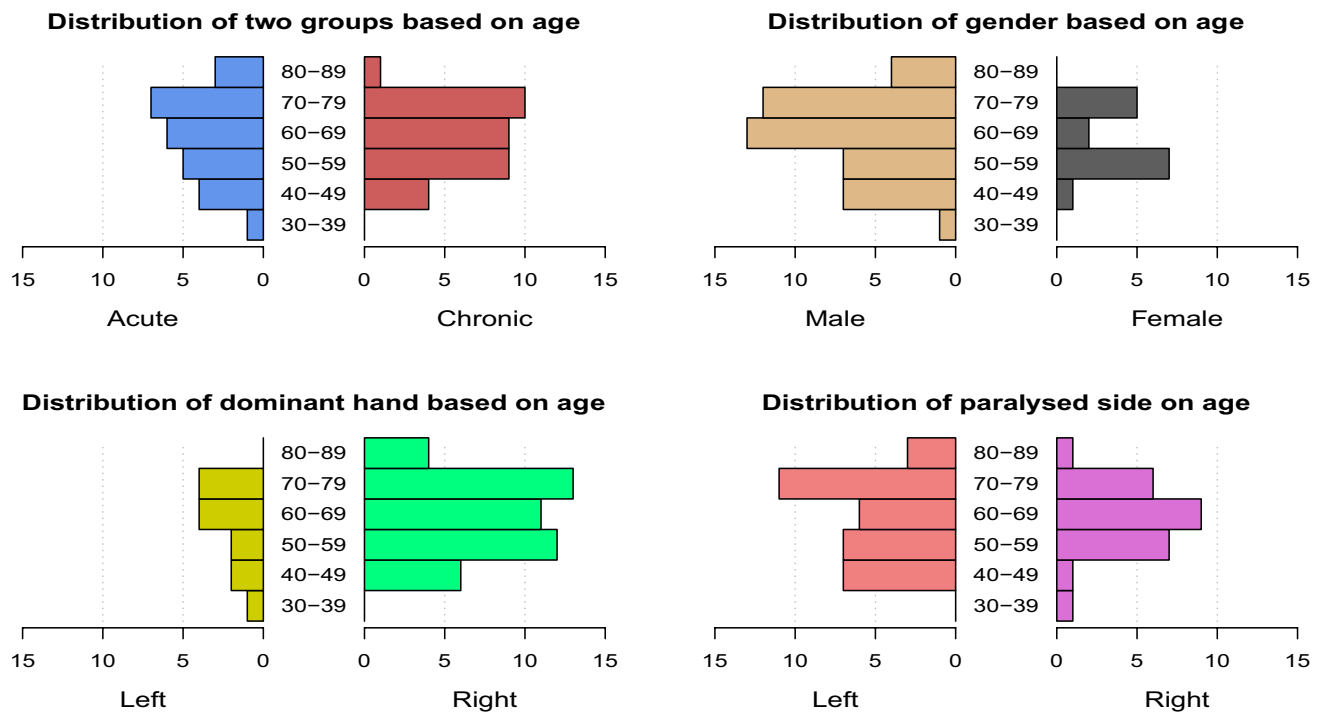 Distribution of two groups based on age
80−89
70−79
60−69
50−59
40−49
30−39
15 10 5 0 0 5 10 15
Acute Chronic
Distribution of gender based on age
80−89
70−79
60−69
50−59
40−49
30−39
15 10 5 0 0 5 10 15
Male Female
Distribution of dominant hand based on age
80−89
70−79
60−69
50−59
40−49
30−39
15 10 5 0 0 5 10 15
Left Right
Distribution of paralysed side on age
80−89
70−79
60−69
50−59
40−49
30−39
15 10 5 0 0 5 10 15
Left Right